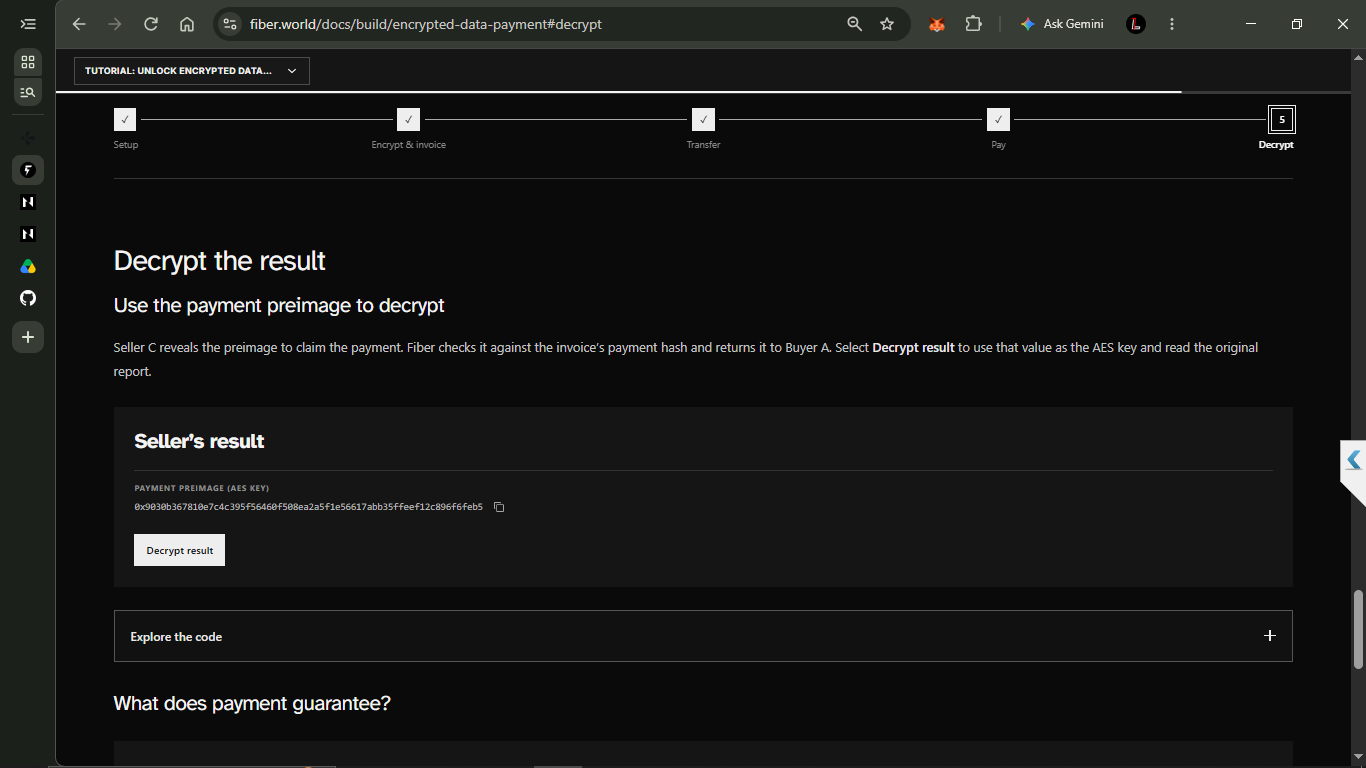 fiber.world/docs/build/encrypted-data-payment#decrypt
Ask Gemini
TUTORIAL: UNLOCK ENCRYPTED DATA...
✓ ✓ ✓ ✓ 5
Setup Encrypt & invoice Transfer Pay Decrypt
Decrypt the result
Use the payment preimage to decrypt
Seller C reveals the preimage to claim the payment. Fiber checks it against the invoice’s payment hash and returns it to Buyer A. Select Decrypt result to use that value as the AES key and read the original
report.
Seller’s result
PAYMENT PREIMAGE (AES KEY)
0x9030b367810e7c4c395f56460f508ea2a5f1e56617abb35ffeef12c896f6feb5
Decrypt result
Explore the code
What does payment guarantee?